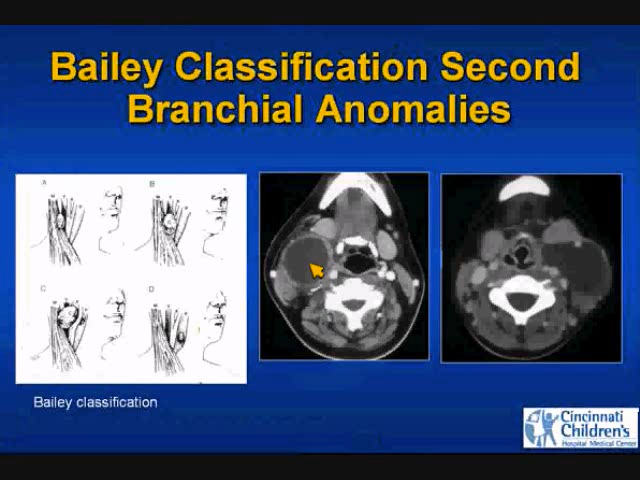 Bailey Classification Second
Branchial Anomalies
A
B
C
D
Bailey classification
Cincinnati
Children's
Hospital Medical Center